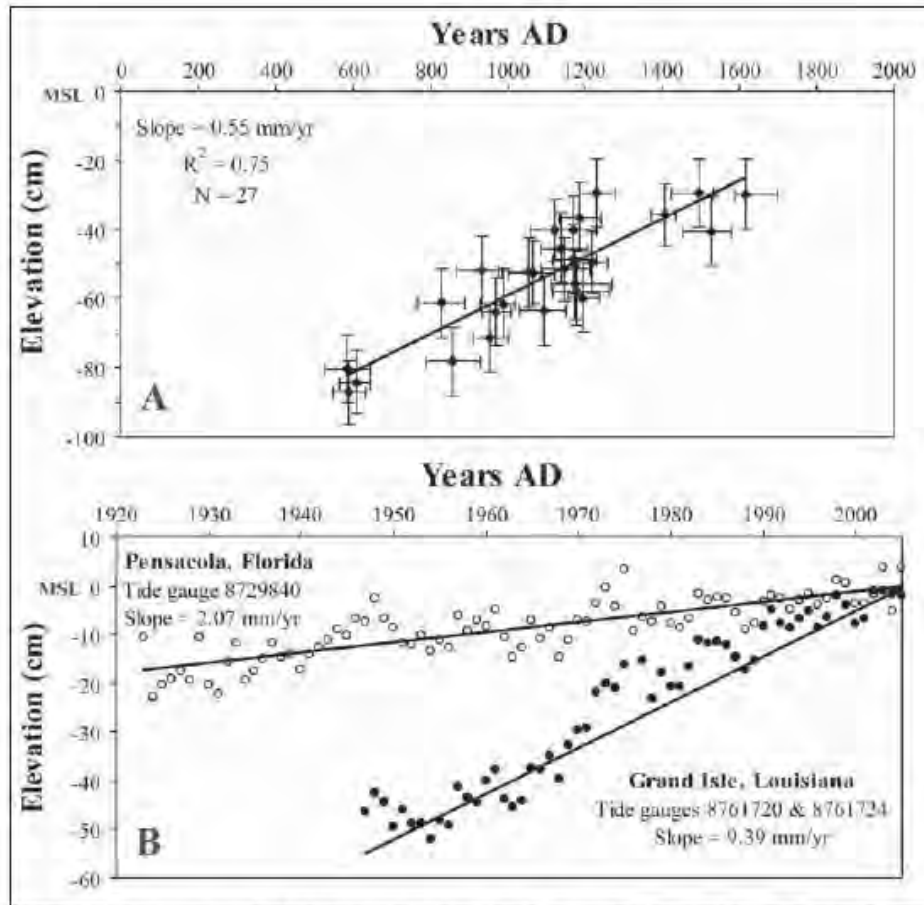 Years AD
0 200 400 600 800 1000 1200 1400 1600 1800 2000
MSL 0
Slope = 0.55 mm/yr
R2 = 0.75
N = 27
-20
-40
-60
-80
-100
Elevation (cm)
A
Years AD
1920 1930 1940 1950 1960 1970 1980 1990 2000
10
MSL 0
-10
-20
-30
-40
-50
-60
Elevation (cm)
Pensacola, Florida
Tide gauge 8729840
Slope = 2.07 mm/yr
Grand Isle, Louisiana
Tide gauges 8761720 & 8761724
Slope = 9.39 mm/yr
B